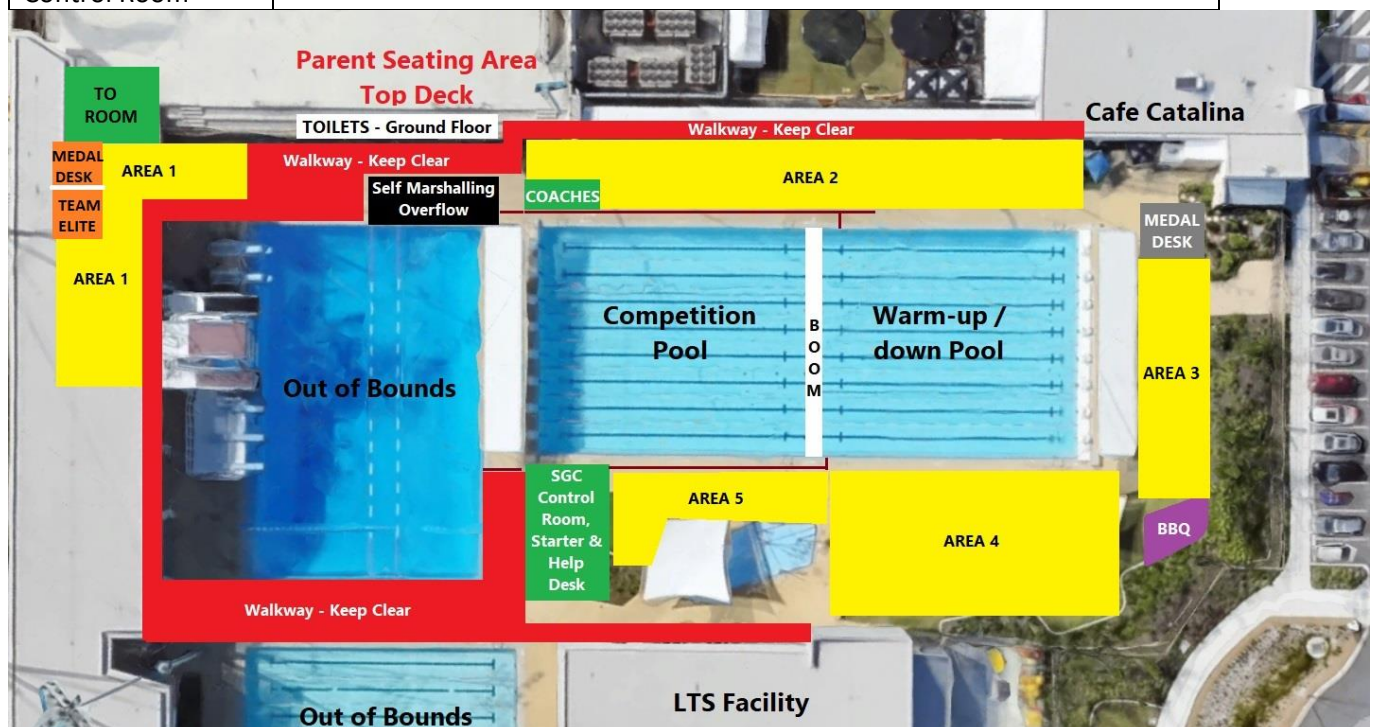 Control Room
Parent Seating Area
Top Deck
TO
ROOM
TOILETS - Ground Floor
Walkway - Keep Clear
Cafe Catalina
MEDAL
DESK
AREA 1
Walkway - Keep Clear
Self Marshalling
Overflow
COACHES
AREA 2
TEAM
ELITE
MEDAL
DESK
AREA 1
Out of Bounds
Competition
Pool
B
O
O
M
Warm-up /
down Pool
AREA 3
SGC
Control
Room,
Starter &
Help
Desk
AREA 5
AREA 4
BBQ
Walkway - Keep Clear
LTS Facility
Out of Bounds